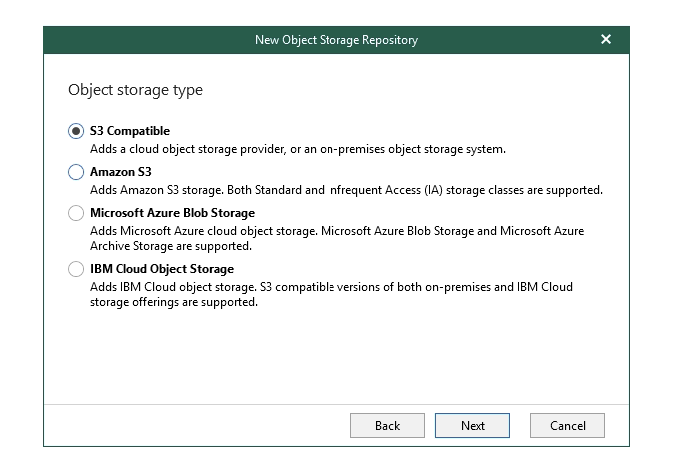 New Object Storage Repository
Object storage type
S3 Compatible
Adds a cloud object storage provider, or an on-premises object storage system.
Amazon S3
Adds Amazon S3 storage. Both Standard and nfrequent Access (IA) storage classes are supported.
Microsoft Azure Blob Storage
Adds Microsoft Azure cloud object storage. Microsoft Azure Blob Storage and Microsoft Azure
Archive Storage are supported.
IBM Cloud Object Storage
Adds IBM Cloud object storage. S3 compatible versions of both on-premises and IBM Cloud
storage offerings are supported.
Back Next Cancel